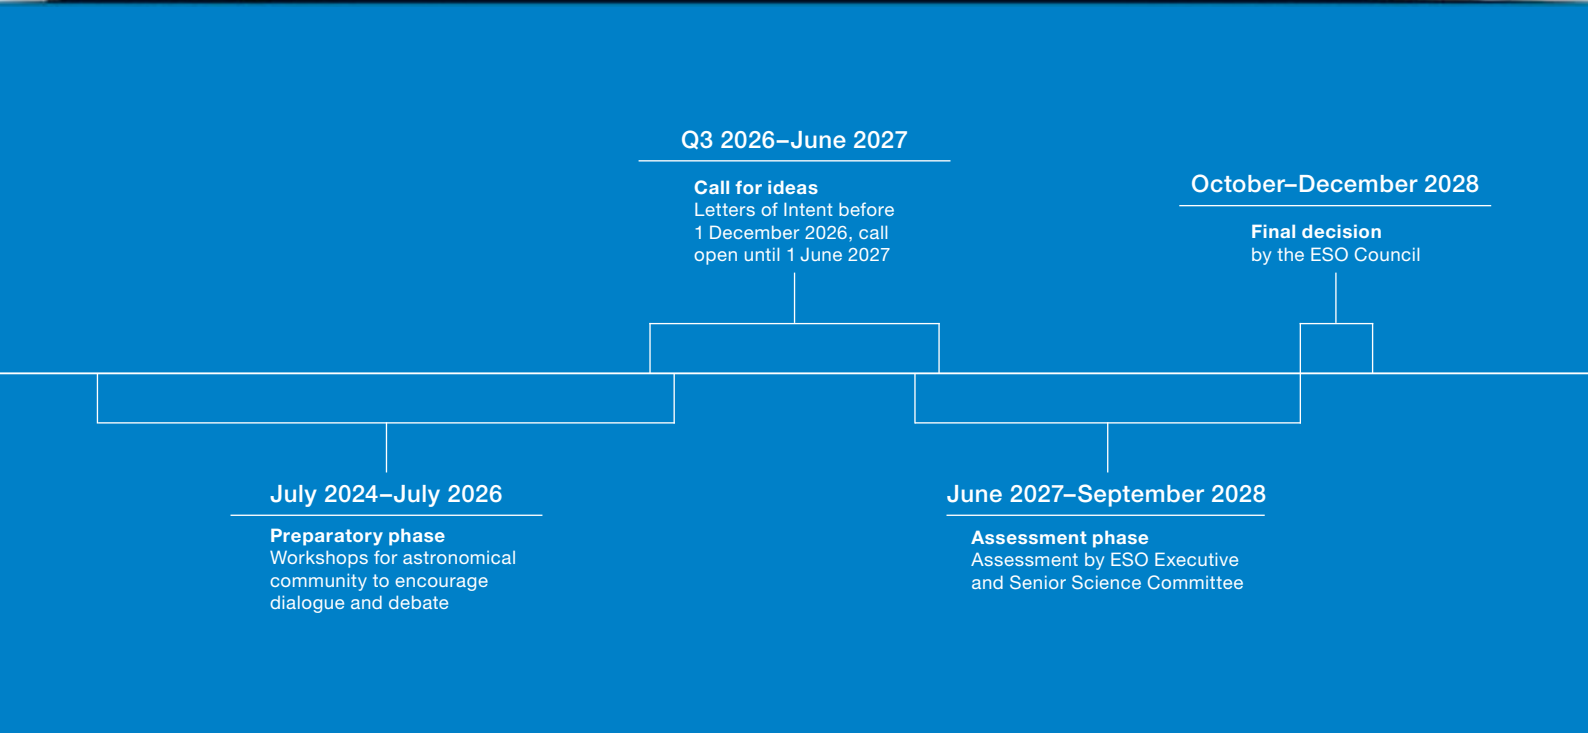 Q3 2026–June 2027
Call for ideas
Letters of Intent before
1 December 2026, call
open until 1 June 2027
October–December 2028
Final decision
by the ESO Council
July 2024–July 2026
Preparatory phase
Workshops for astronomical
community to encourage
dialogue and debate
June 2027–September 2028
Assessment phase
Assessment by ESO Executive
and Senior Science Committee